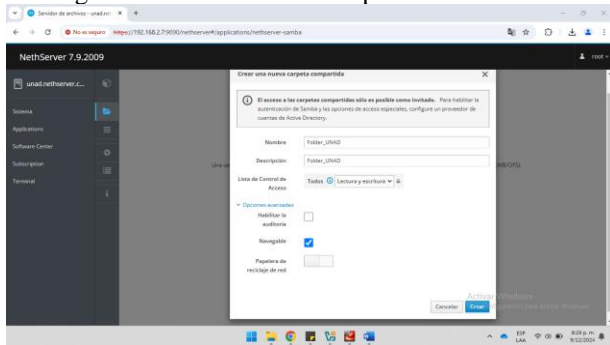 Servidor de archivos - unad.net
No es seguro https://192.168.2.7:9090/nethserver#/applications/nethserver-samba
NethServer 7.9.2009
root
unad.nethserver.c...
Sistema
Applications
Software Center
Subscription
Terminal
Crear una nueva carpeta compartida
El acceso a las carpetas compartidas sólo es posible como invitado. Para habilitar la
autenticación de Samba y las opciones de acceso especiales, configure un proveedor de
cuentas de Active Directory.
Nombre
Folder_UNAD
Descripción
Folder_UNAD
Lista de Control de
Acceso
Todos
Lectura y escritura
Opciones avanzadas
Habilitar la
auditoría
Navegable
Papelera de
reciclaje de red
Cancelar
Crear
Activar Windows
ESP
LAA
8:28 p. m.
9/12/2024